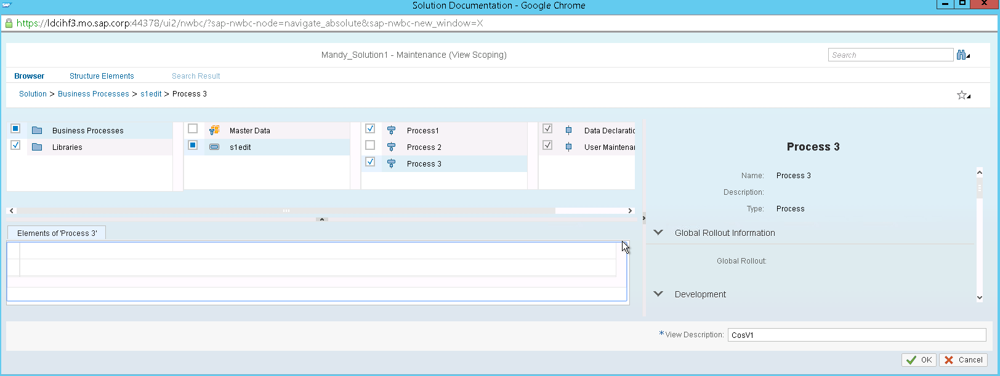 SAP
Solution Documentation - Google Chrome
https://ldcihf3.mo.sap.corp:44378/ui2/nwbc/?sap-nwbc-node=navigate_absolute&sap-nwbc-new_window=X
Mandy_Solution1 - Maintenance (View Scoping)
Search
Browser
Structure Elements
Search Result
Solution > Business Processes > s1edit > Process 3
Business Processes
Libraries
Master Data
s1edit
Process1
Process 2
Process 3
Data Declaratic
User Maintenar
Process 3
Name: Process 3
Description:
Type: Process
Global Rollout Information
Global Rollout:
Development
Elements of 'Process 3'
*View Description: CosV1
OK
Cancel